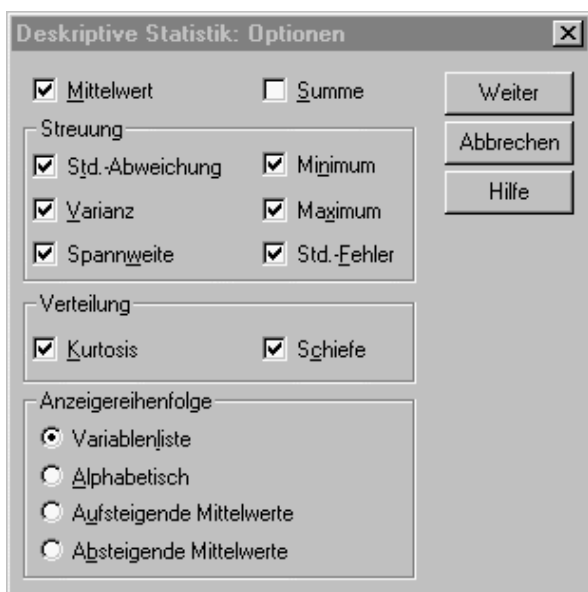 Deskriptive Statistik: Optionen
Mittelwert Summe
Weiter
Streuung
Abbrechen
Std.-Abweichung Minimum
Hilfe
Varianz Maximum
Spannweite Std.-Fehler
Verteilung
Kurtosis Schiefe
Anzeigereihenfolge
Variablenliste
Alphabetisch
Aufsteigende Mittelwerte
Absteigende Mittelwerte